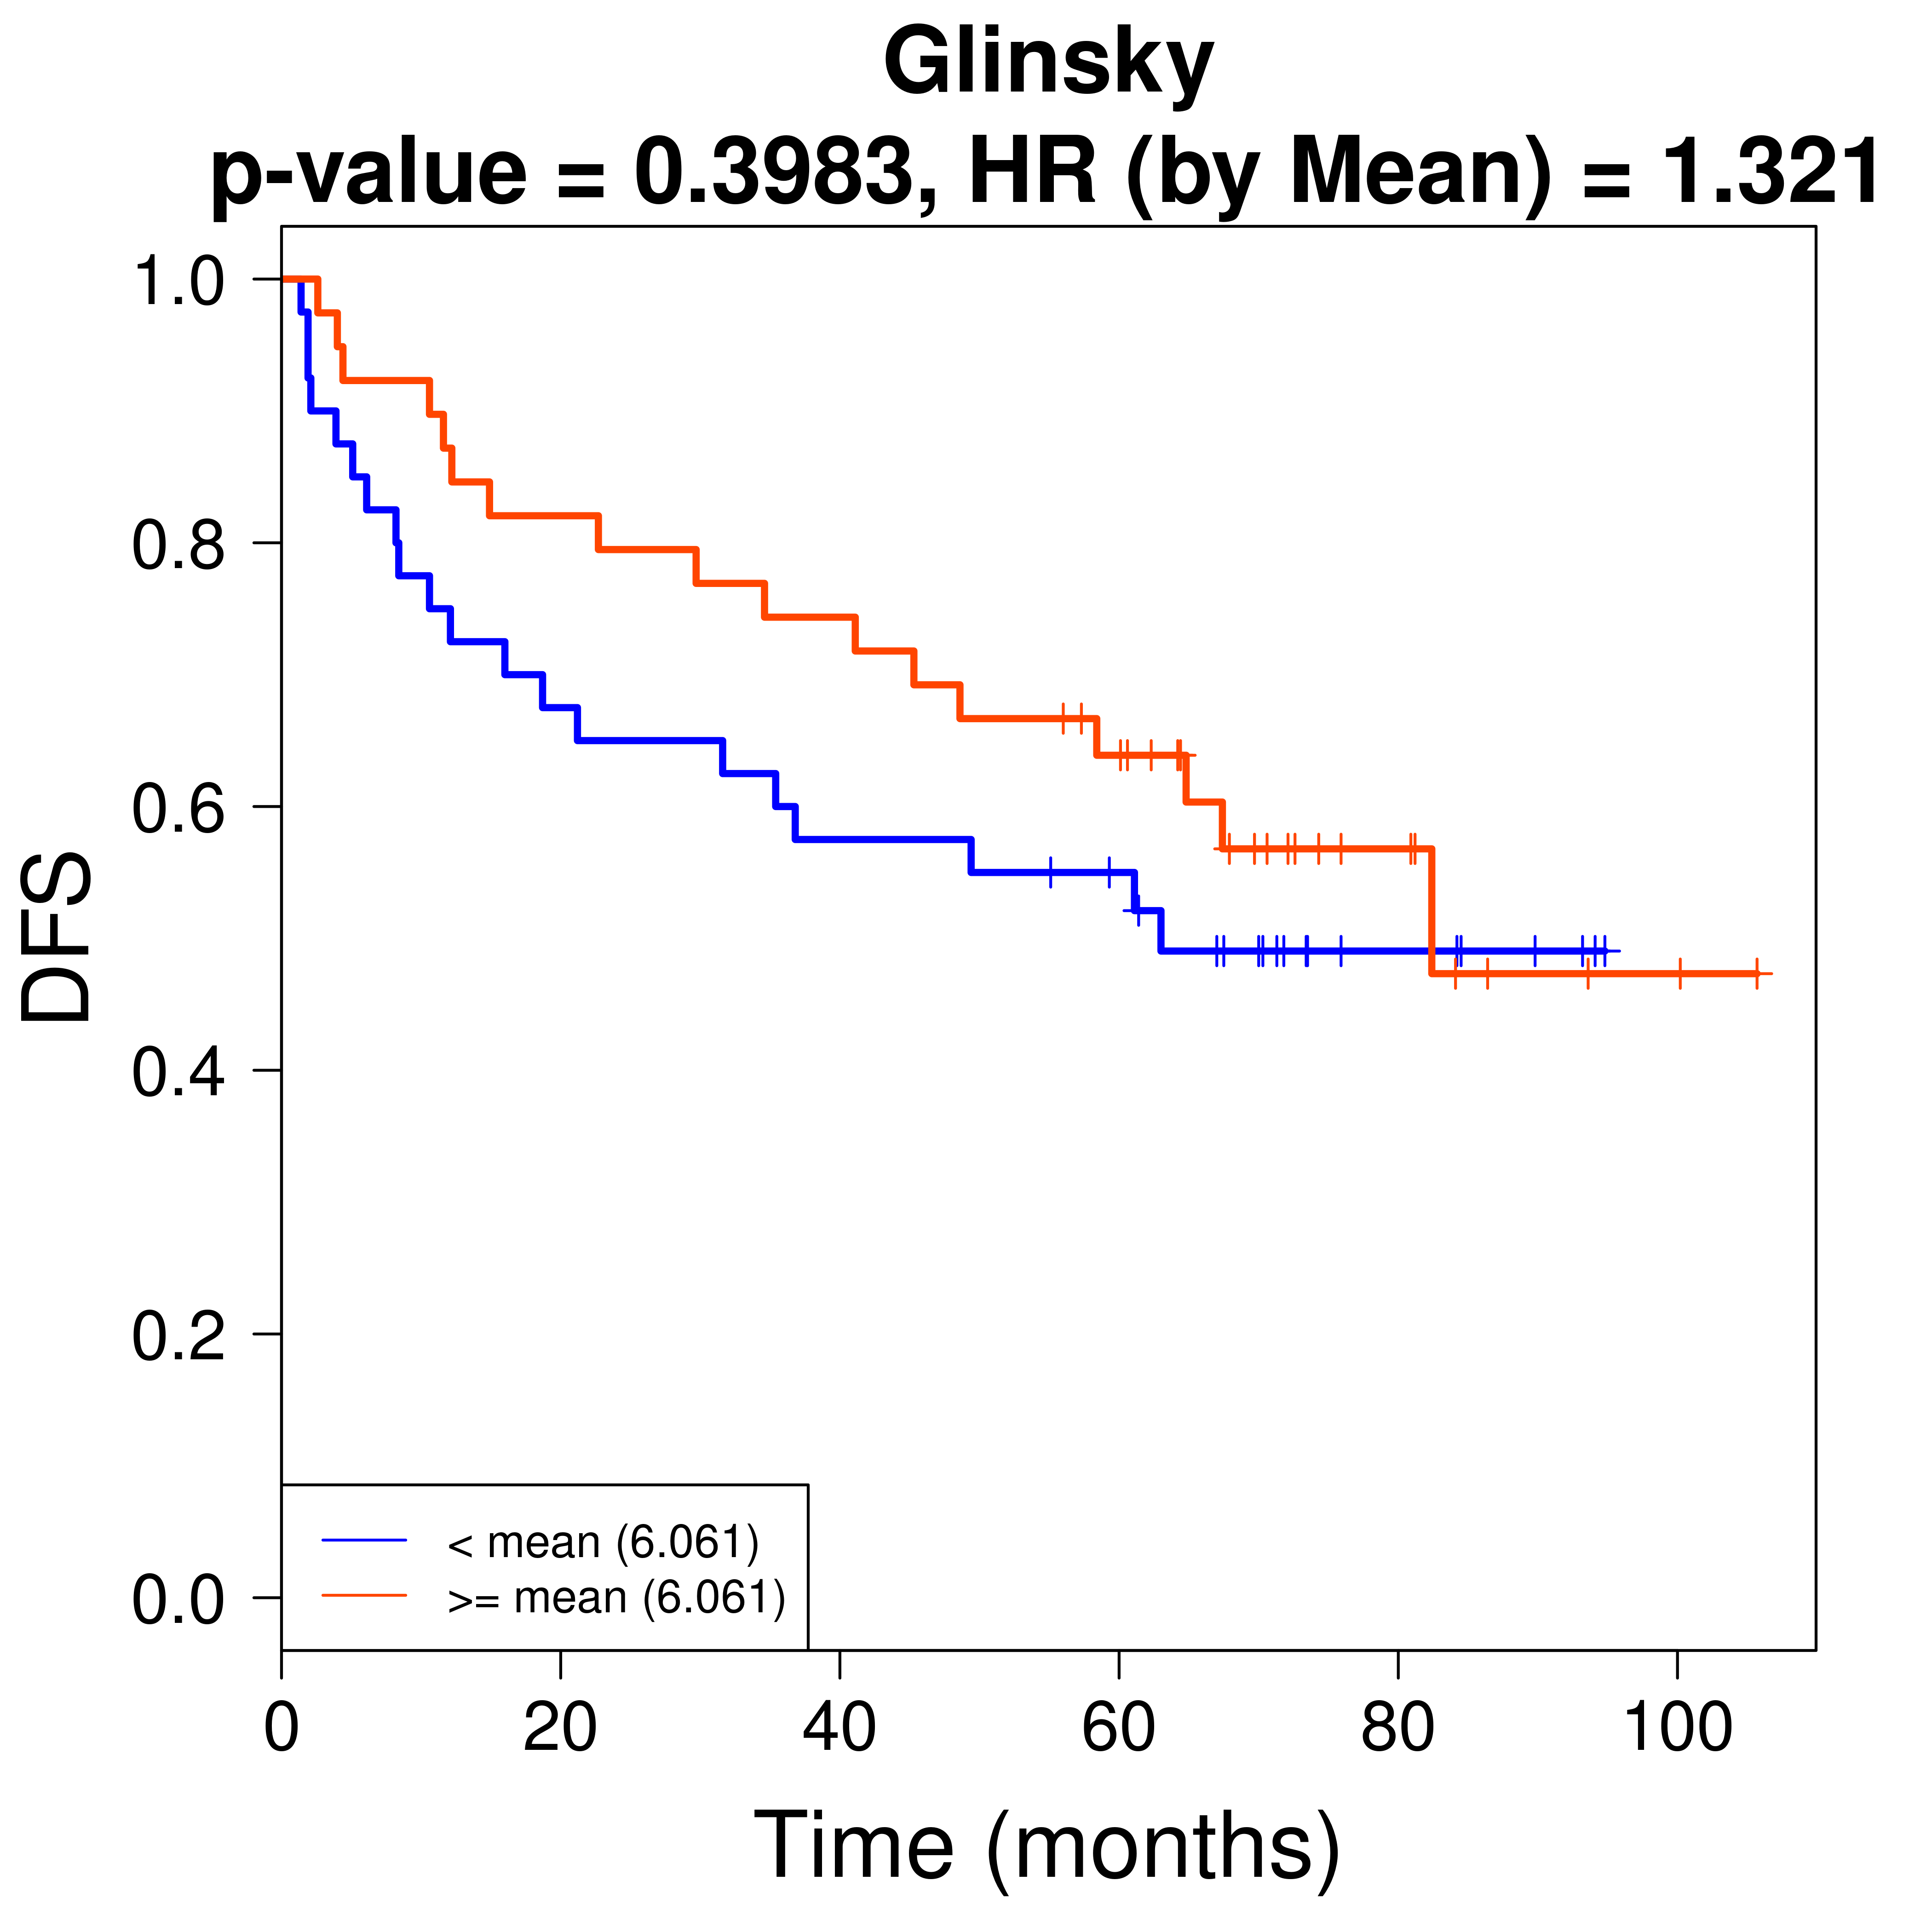 Glinsky
p-value = 0.3983, HR (by Mean) = 1.321
1.0
0.8
0.6
0.4
0.2
0.0
DFS
< mean (6.061)
>= mean (6.061)
0 20 40 60 80 100
Time (months)